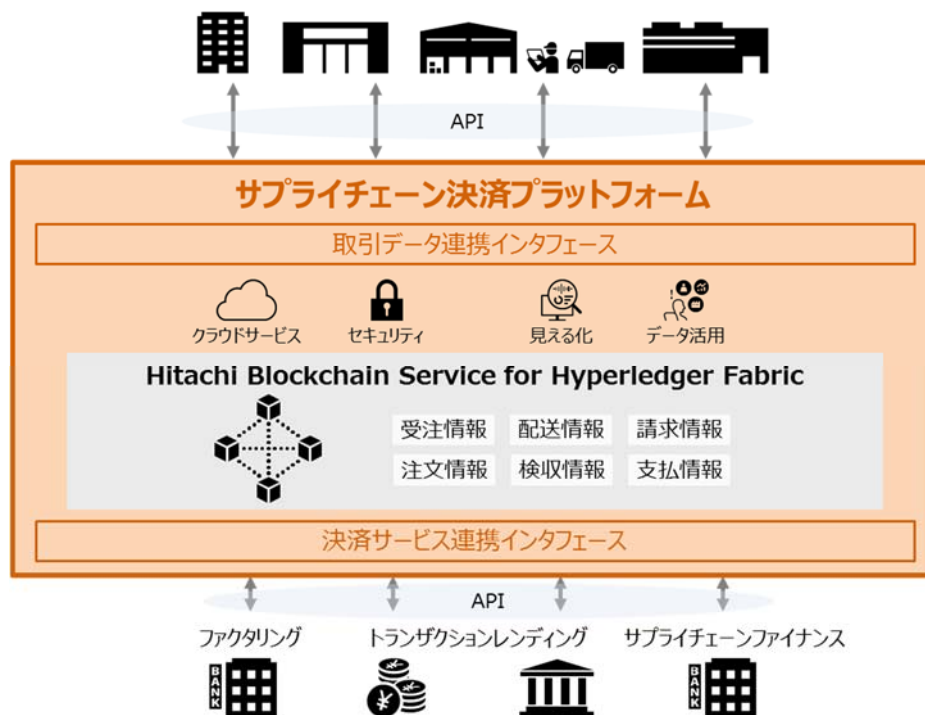 API
サプライチェーン決済プラットフォーム
取引データ連携インタフェース
クラウドサービス セキュリティ 見える化 データ活用
Hitachi Blockchain Service for Hyperledger Fabric
受注情報 配送情報 請求情報
注文情報 検収情報 支払情報
決済サービス連携インタフェース
API
ファクタリング トランザクションレンディング サプライチェーンファイナンス
BANK BANK